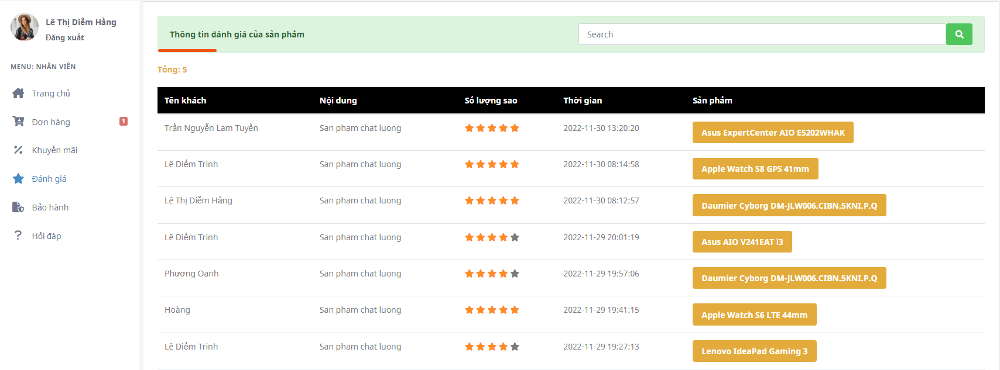 Lê Thị Diễm Hằng
Đăng xuất
MENU: NHÂN VIÊN
Trang chủ
Đơn hàng 1
Khuyến mãi
Đánh giá
Bảo hành
Hỏi đáp
Thông tin đánh giá của sản phẩm Search
Tổng: 5
Tên khách Nội dung Số lượng sao Thời gian Sản phẩm
Trần Nguyễn Lam Tuyền San pham chat luong 2022-11-30 13:20:20 Asus ExpertCenter AIO E5202WHAK
Lê Diểm Trinh San pham chat luong 2022-11-30 08:14:58 Apple Watch S8 GPS 41mm
Lê Thị Diễm Hằng San pham chat luong 2022-11-30 08:12:57 Daumier Cyborg DM-JLW006.CIBN.5KNI.P.Q
Lê Diểm Trinh San pham chat luong 2022-11-29 20:01:19 Asus AIO V241EAT i3
Phương Oanh San pham chat luong 2022-11-29 19:57:06 Daumier Cyborg DM-JLW006.CIBN.5KNI.P.Q
Hoàng San pham chat luong 2022-11-29 19:41:15 Apple Watch S6 LTE 44mm
Lê Diểm Trinh San pham chat luong 2022-11-29 19:27:13 Lenovo IdeaPad Gaming 3